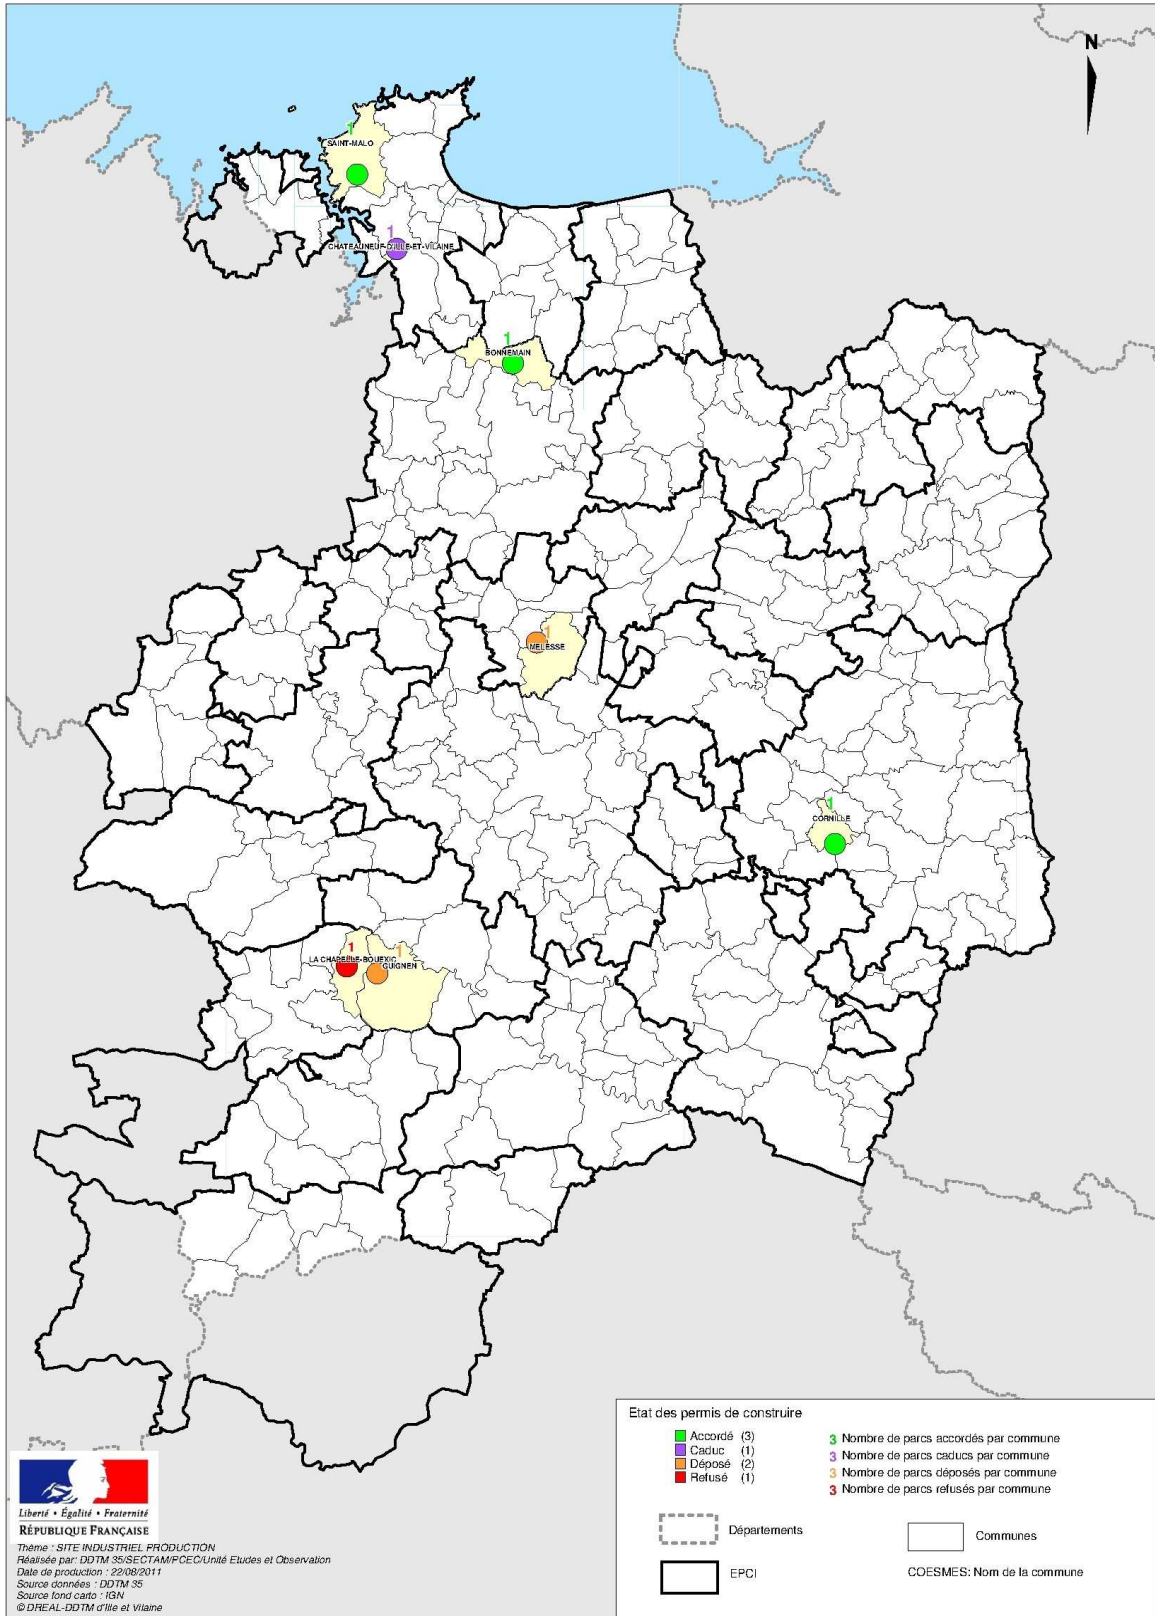 N
1
SAINT-MALO
1
CHATEAUNEUF-D'ILLE-ET-VILAINE
1
BONNEMAIN
1
MELESSE
1
CORNILLE
1
LA CHAPELLE-BOUEXIC
1
GUIGNEN
Etat des permis de construire
Accordé (3)
Caduc (1)
Déposé (2)
Refusé (1)
3 Nombre de parcs accordés par commune
3 Nombre de parcs caducs par commune
3 Nombre de parcs déposés par commune
3 Nombre de parcs refusés par commune
Départements
Communes
EPCI
COESMES: Nom de la commune
Liberté • Égalité • Fraternité
RÉPUBLIQUE FRANÇAISE
Thème : SITE INDUSTRIEL PRODUCTION
Réalisée par: DDTM 35/SECTAM/PCEC/Unité Etudes et Observation
Date de production : 22/08/2011
Source données : DDTM 35
Source fond carto : IGN
© DREAL-DDTM d'Ille et Vilaine